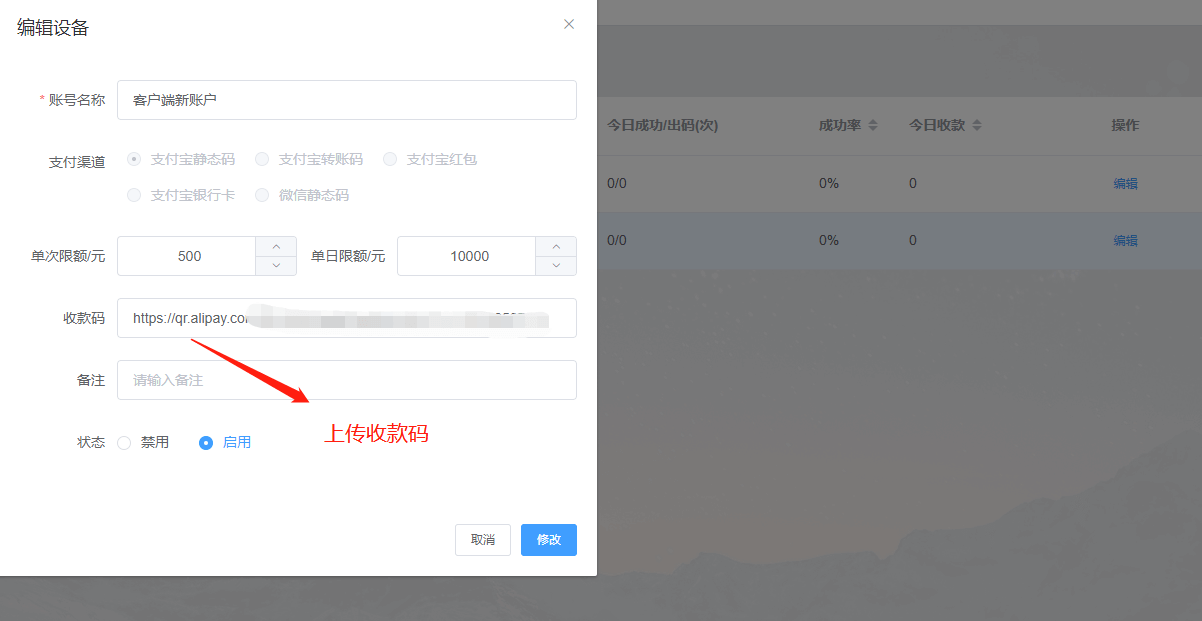 编辑设备
* 账号名称 客户端新账户
支付渠道 支付宝静态码 支付宝转账码 支付宝红包
支付宝银行卡 微信静态码
单次限额/元 500 单日限额/元 10000
收款码 https://qr.alipay.co
备注 请输入备注
上传收款码
状态 禁用 启用
取消 修改
今日成功/出码(次) 成功率 今日收款 操作
0/0 0% 0 编辑
0/0 0% 0 编辑